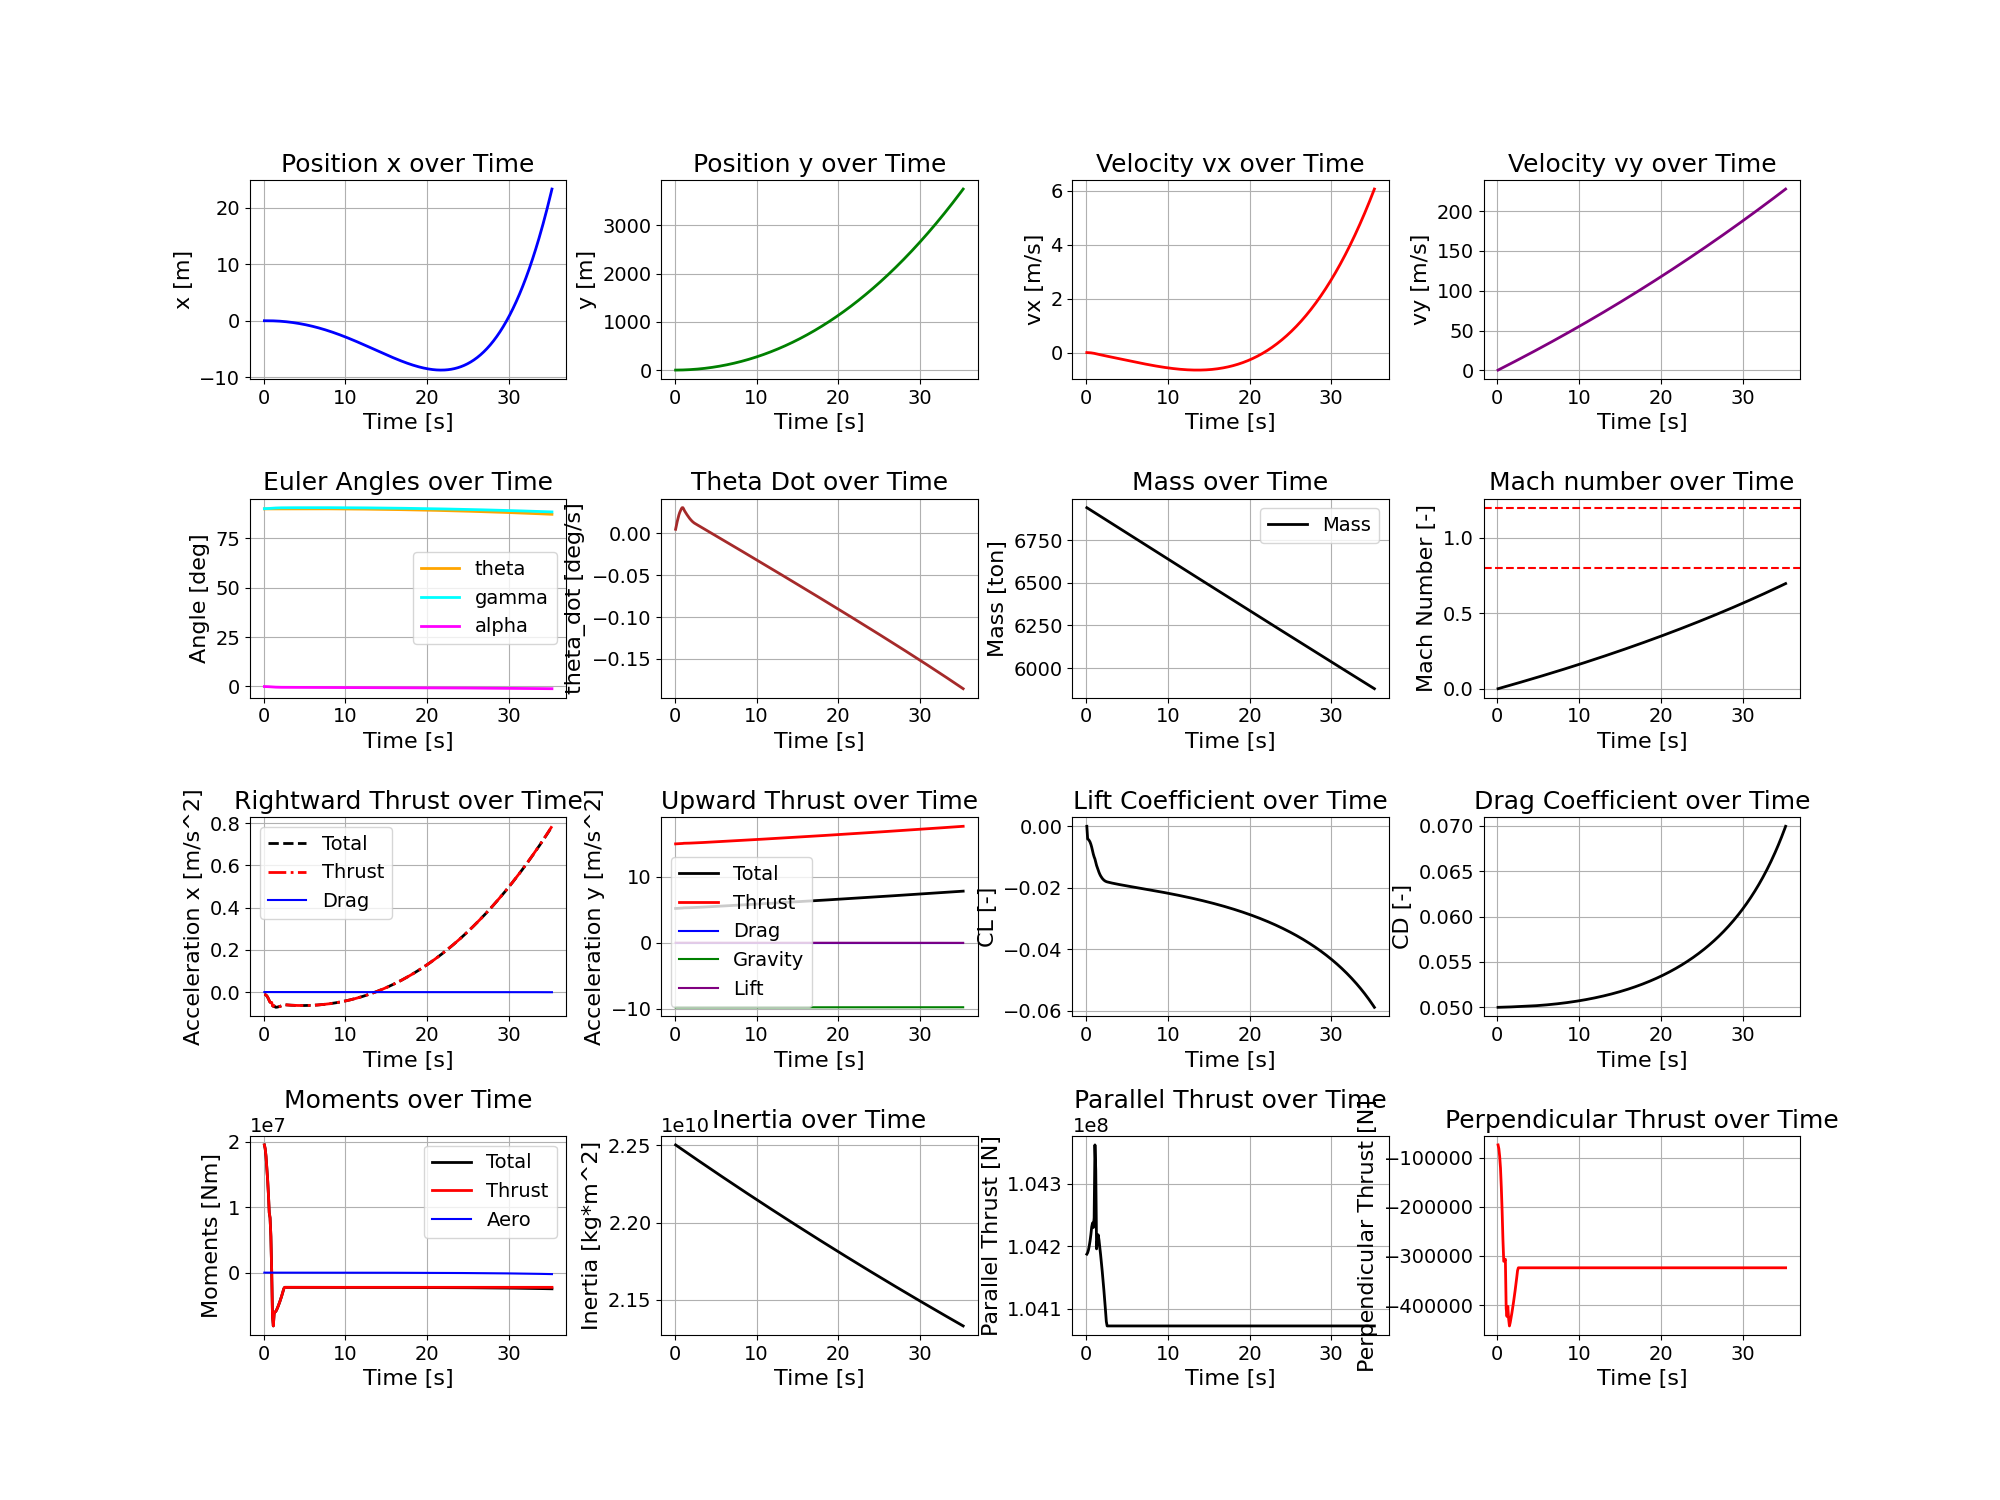 Position x over Time
x [m]
20
10
0
−10
0 10 20 30
Time [s]
Position y over Time
y [m]
3000
2000
1000
0
0 10 20 30
Time [s]
Velocity vx over Time
vx [m/s]
6
4
2
0
0 10 20 30
Time [s]
Velocity vy over Time
vy [m/s]
200
150
100
50
0
0 10 20 30
Time [s]
Euler Angles over Time
Angle [deg]
75
50
25
0
theta
gamma
alpha
0 10 20 30
Time [s]
Theta Dot over Time
theta_dot [deg/s]
0.00
−0.05
−0.10
−0.15
0 10 20 30
Time [s]
Mass over Time
Mass [ton]
6750
6500
6250
6000
Mass
0 10 20 30
Time [s]
Mach number over Time
Mach Number [-]
1.0
0.5
0.0
0 10 20 30
Time [s]
Rightward Thrust over Time
Acceleration x [m/s^2]
0.8
0.6
0.4
0.2
0.0
Total
Thrust
Drag
0 10 20 30
Time [s]
Upward Thrust over Time
Acceleration y [m/s^2]
10
0
−10
Total
Thrust
Drag
Gravity
Lift
0 10 20 30
Time [s]
Lift Coefficient over Time
CL [-]
0.00
−0.02
−0.04
−0.06
0 10 20 30
Time [s]
Drag Coefficient over Time
CD [-]
0.070
0.065
0.060
0.055
0.050
0 10 20 30
Time [s]
Moments over Time
1e7
Moments [Nm]
2
1
0
Total
Thrust
Aero
0 10 20 30
Time [s]
Inertia over Time
1e10
Inertia [kg*m^2]
2.25
2.20
2.15
0 10 20 30
Time [s]
Parallel Thrust over Time
1e8
Parallel Thrust [N]
1.043
1.042
1.041
0 10 20 30
Time [s]
Perpendicular Thrust over Time
Perpendicular Thrust [N]
−100000
−200000
−300000
−400000
0 10 20 30
Time [s]